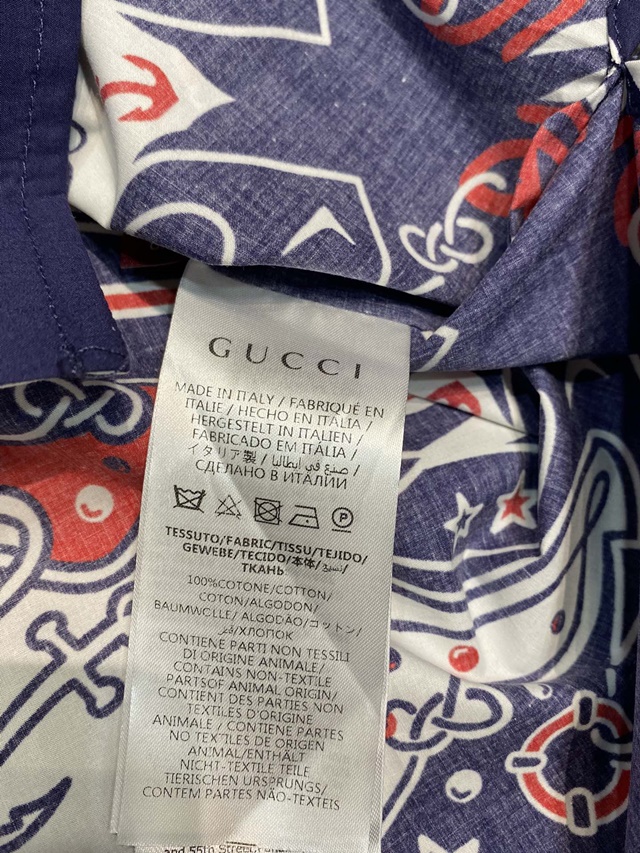 GUCCI
MADE IN ITALY / FABRIQUÉ EN
ITALIE / HECHO EN ITALIA/
HERGESTELT IN ITALIEN /
FABRICADO EM ITÁLIA/
イタリア製 / صنع في ايطاليا /
СДЕЛАНО В ИТАЛИИ
P
TESSUTO/FABRIC/TISSU/TEJIDO/
GEWEBE/TECIDO/本体/نسيج/
ТКАНЬ
100%COTONE/COTTON/
COTON/ALGODON/
BAUMWOLLE/ ALGODÃO/コットン/
قطن/ХЛОПОК
CONTIENE PARTI NON TESSILI
DI ORIGINE ANIMALE/
CONTAINS NON-TEXTILE
PARTSOF ANIMAL ORIGIN/
CONTIENT DES PARTIES NON
TEXTILES D'ORIGINE
ANIMALE / CONTIENE PARTES
NO TEXTILES DE ORIGEN
ANIMAL/ENTHÄLT
NICHT-TEXTILE TEILE
TIERISCHEN URSPRUNGS/
CONTEM PARTES NÃO-TEXTEIS
and 55th Street